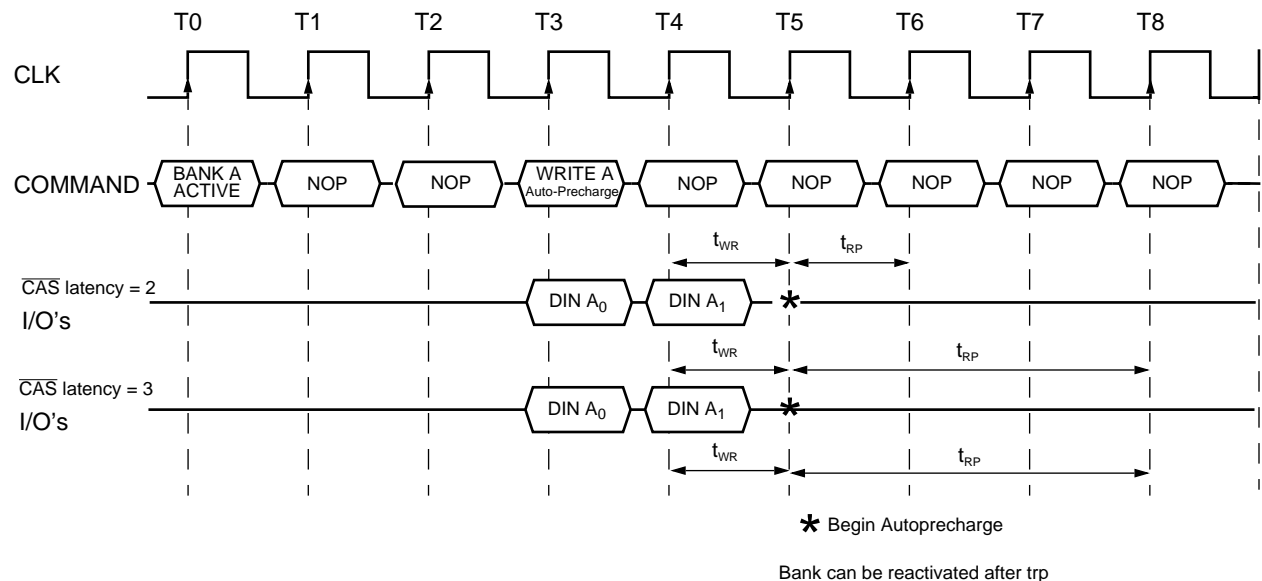 T0 T1 T2 T3 T4 T5 T6 T7 T8
CLK
COMMAND BANK A ACTIVE NOP NOP WRITE A Auto-Precharge NOP NOP NOP NOP NOP
tWR tRP
CAS latency = 2
I/O's DIN A0 DIN A1 *
tWR tRP
CAS latency = 3
I/O's DIN A0 DIN A1 *
tWR tRP
* Begin Autoprecharge
Bank can be reactivated after trp